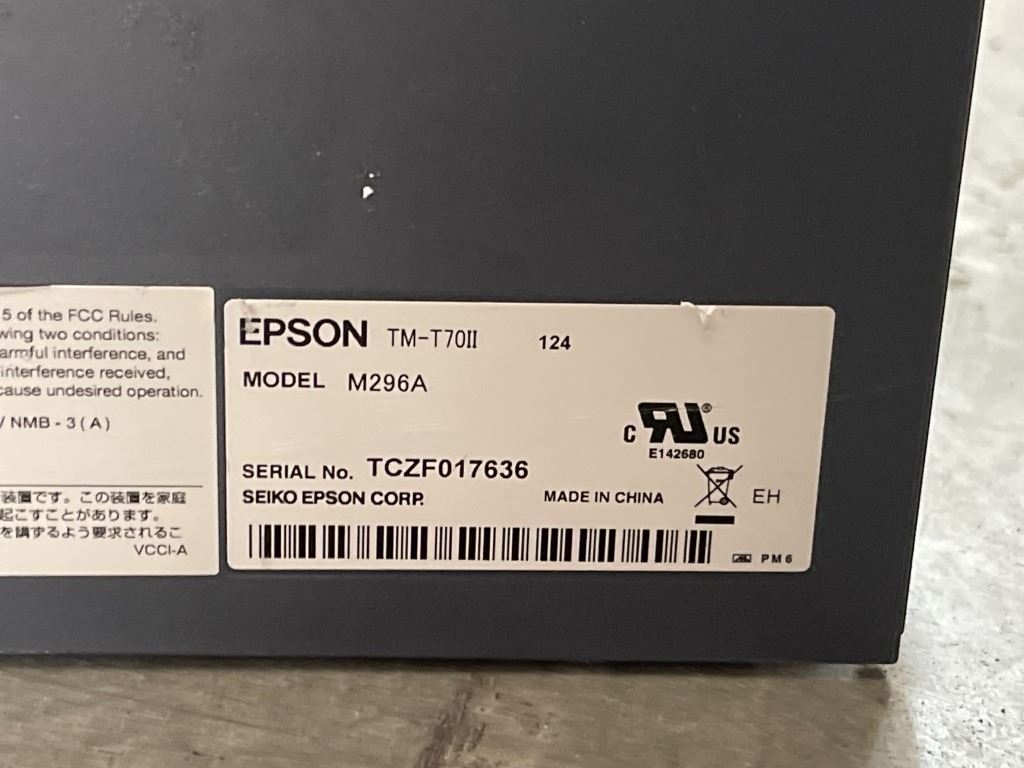 5 of the FCC Rules.
wing two conditions:
armful interference, and
interference received,
cause undesired operation.
/ NMB - 3 ( A )
装置です。この装置を家庭
起こすことがあります。
を講ずるよう要求されるこ
VCCI-A
EPSON TM-T70II 124
MODEL M296A
C RU ® US
E142680
SERIAL No. TCZF017636
SEIKO EPSON CORP. MADE IN CHINA EH
PM 6